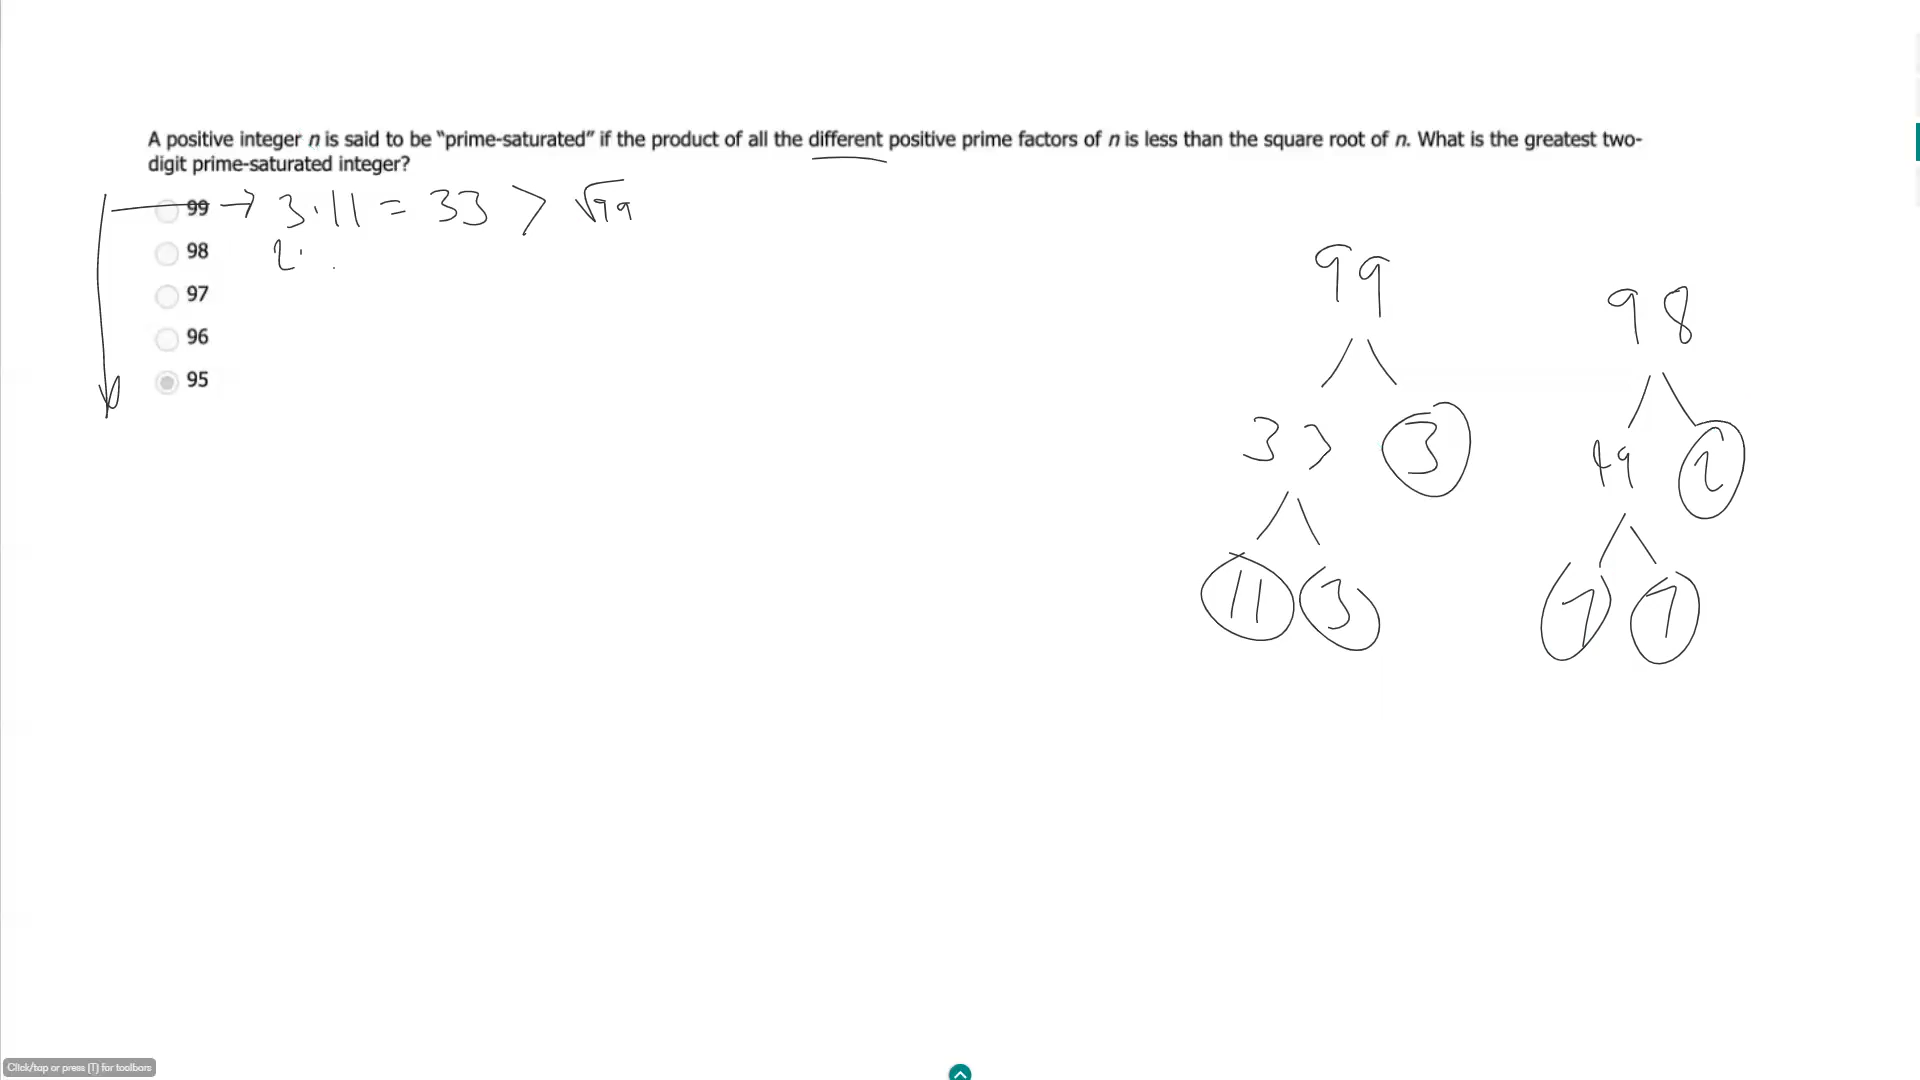 A positive integer n is said to be “prime-saturated” if the product of all the different positive prime factors of n is less than the square root of n. What is the greatest two-
digit prime-saturated integer?
99 → 3·11 = 33 > √99
98 2·
97
96
95
99
33 3
11 3
98
49 2
7 7
Click/tap or press [T] for toolbars